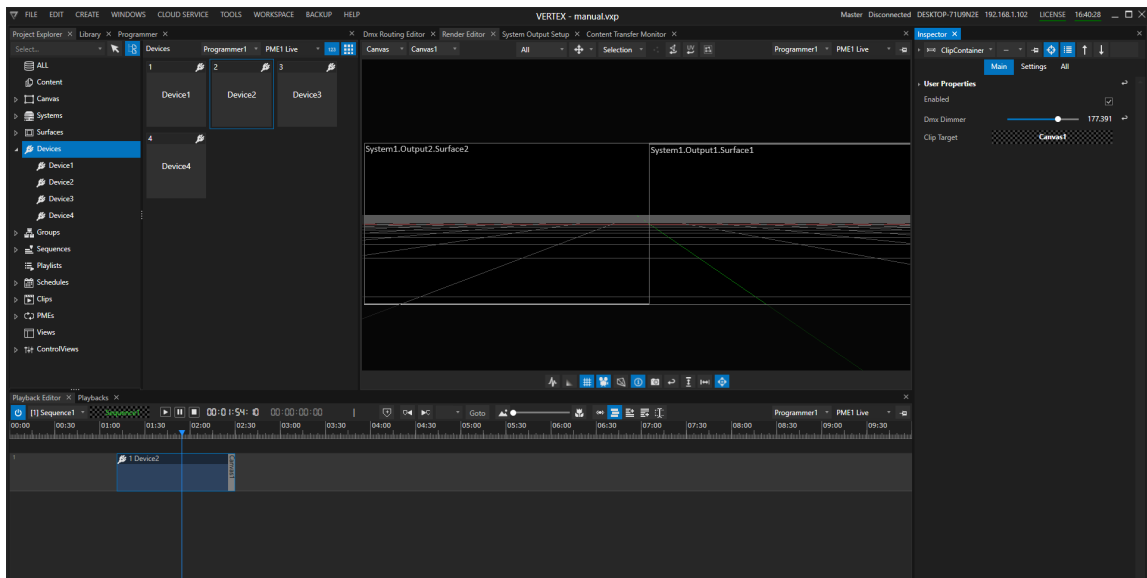 FILE EDIT CREATE WINDOWS CLOUD SERVICE TOOLS WORKSPACE BACKUP HELP VERTEX - manual.vxp Master Disconnected DESKTOP-71U9N2E 192.168.1.102 LICENSE 16:40:28
Project Explorer Library Programmer
Select...
Devices Programmer1 PME1 Live 123
ALL
Content
Canvas
Systems
Surfaces
Devices
Device1
Device2
Device3
Device4
Groups
Sequences
Playlists
Schedules
Clips
PMEs
Views
ControlViews
1 2 3
Device1 Device2 Device3
4
Device4
Dmx Routing Editor Render Editor System Output Setup Content Transfer Monitor
Canvas Canvas1 All Selection UV Programmer1 PME1 Live
System1.Output2.Surface2 System1.Output1.Surface1
Inspector
ClipContainer
Main Settings All
User Properties
Enabled
Dmx Dimmer 177.391
Clip Target Canvas1
Playback Editor Playbacks
[1] Sequence1 Sequence1 00:01:54:10 00:00:00:00 Goto Programmer1 PME1 Live
00:00 00:30 01:00 01:30 02:00 02:30 03:00 03:30 04:00 04:30 05:00 05:30 06:00 06:30 07:00 07:30 08:00 08:30 09:00 09:30
1 1 Device2